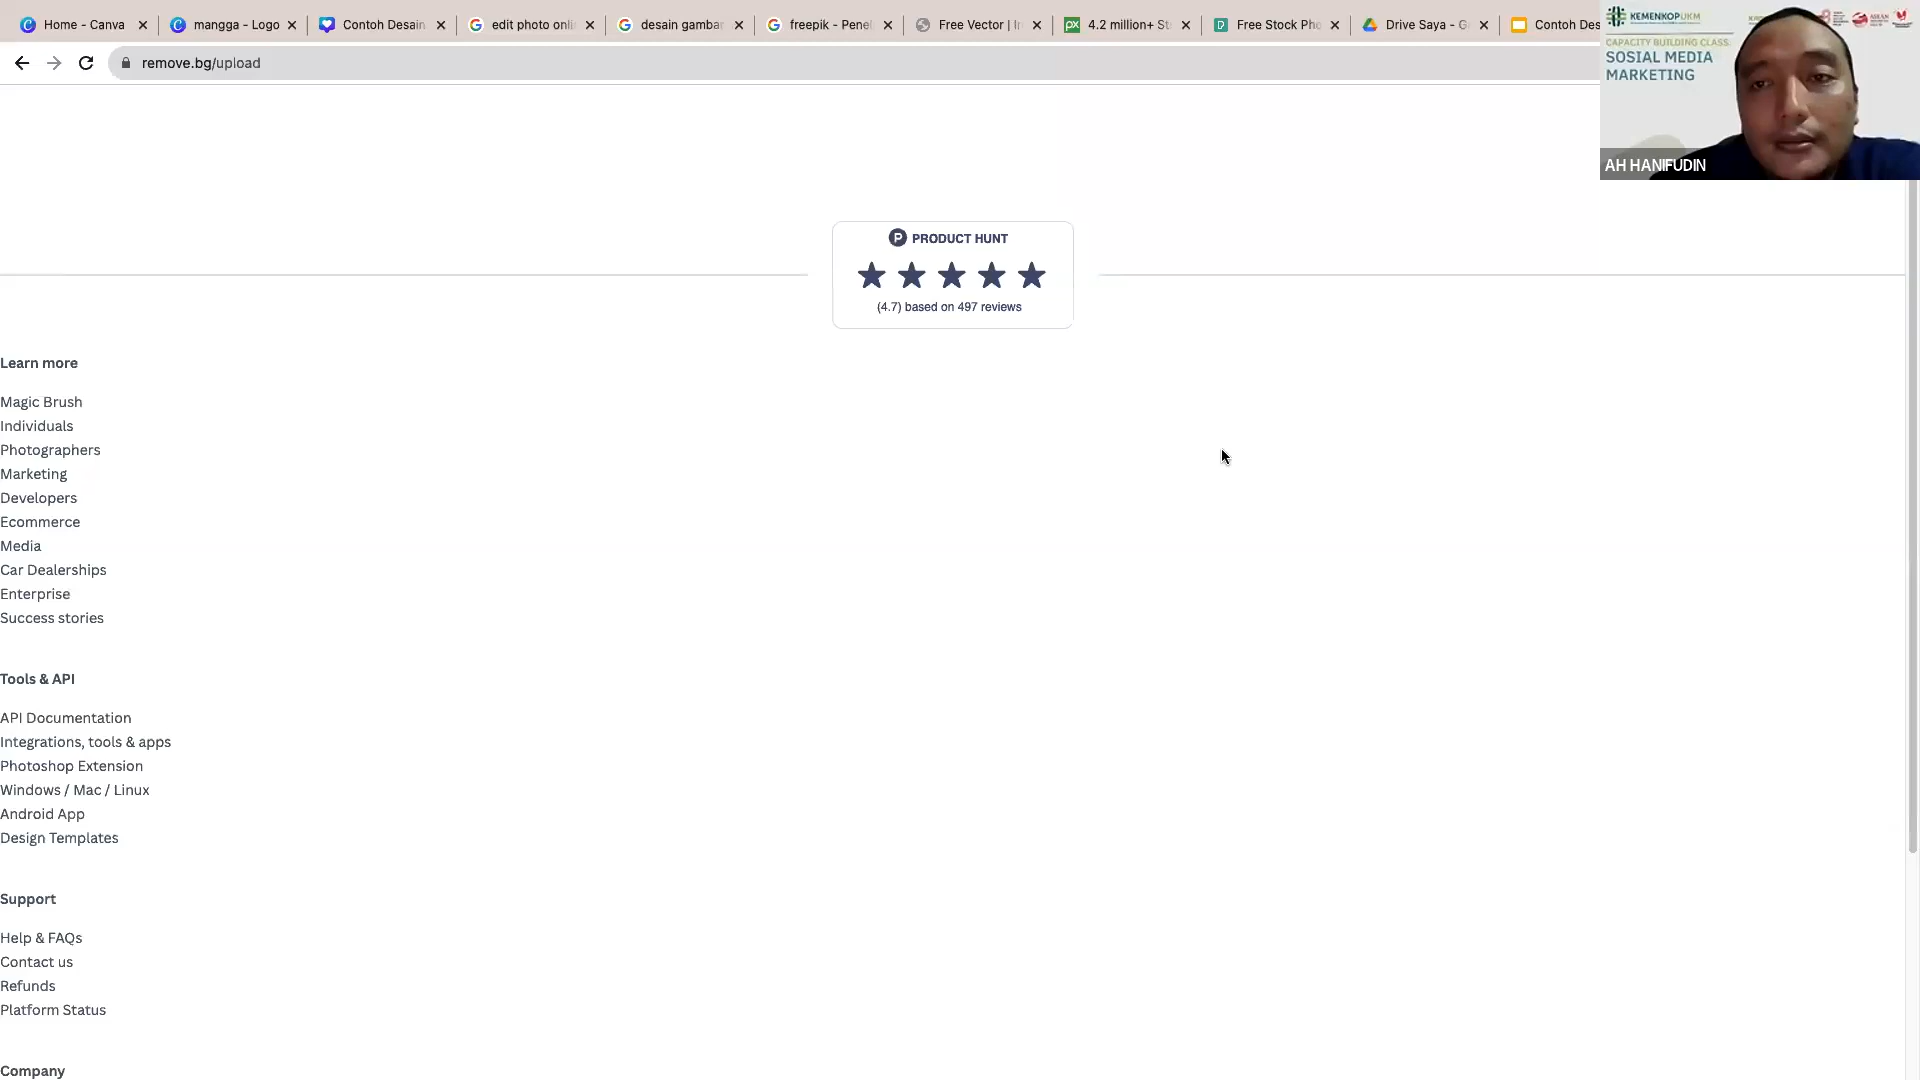 Home - Canva
mangga - Logo
Contoh Desain
edit photo onli
desain gambar
freepik - Penel
Free Vector | I
4.2 million+ St
Free Stock Pho
Drive Saya - G
Contoh Des
remove.bg/upload
KEMENKOPUKM
CAPACITY BUILDING CLASS:
SOSIAL MEDIA
MARKETING
AH HANIFUDIN
PRODUCT HUNT
(4.7) based on 497 reviews
Learn more
Magic Brush
Individuals
Photographers
Marketing
Developers
Ecommerce
Media
Car Dealerships
Enterprise
Success stories
Tools & API
API Documentation
Integrations, tools & apps
Photoshop Extension
Windows / Mac / Linux
Android App
Design Templates
Support
Help & FAQs
Contact us
Refunds
Platform Status
Company